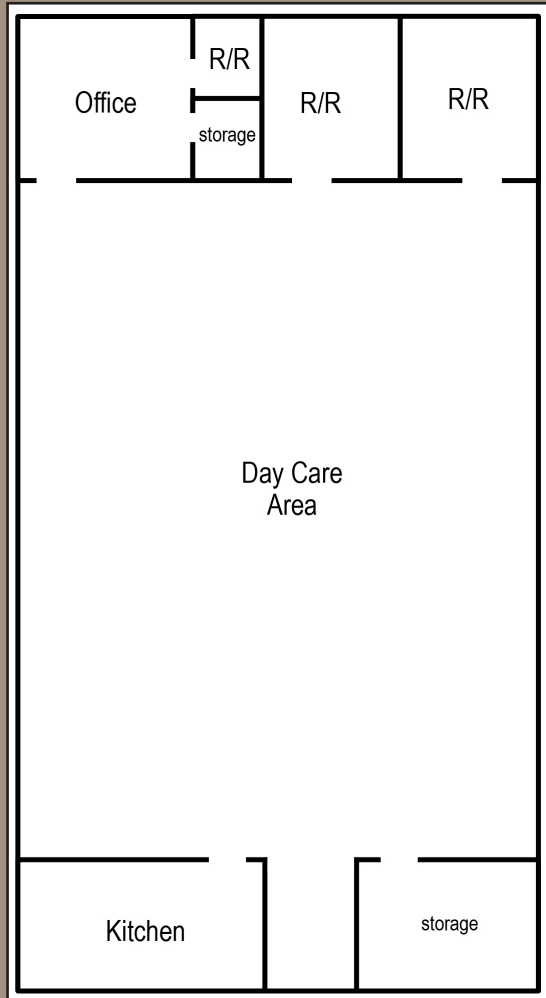 R/R
Office
R/R
R/R
storage
Day Care
Area
Kitchen
storage